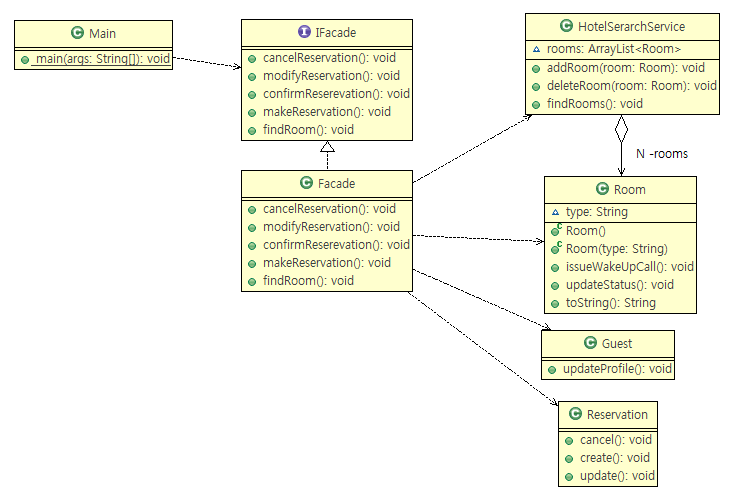 Main
_main(args: String[]): void
IFacade
cancelReservation(): void
modifyReservation(): void
confirmReserevation(): void
makeReservation(): void
findRoom(): void
HotelSerarchService
rooms: ArrayList<Room>
addRoom(room: Room): void
deleteRoom(room: Room): void
findRooms(): void
N -rooms
Facade
cancelReservation(): void
modifyReservation(): void
confirmReserevation(): void
makeReservation(): void
findRoom(): void
Room
type: String
Room()
Room(type: String)
issueWakeUpCall(): void
updateStatus(): void
toString(): String
Guest
updateProfile(): void
Reservation
cancel(): void
create(): void
update(): void